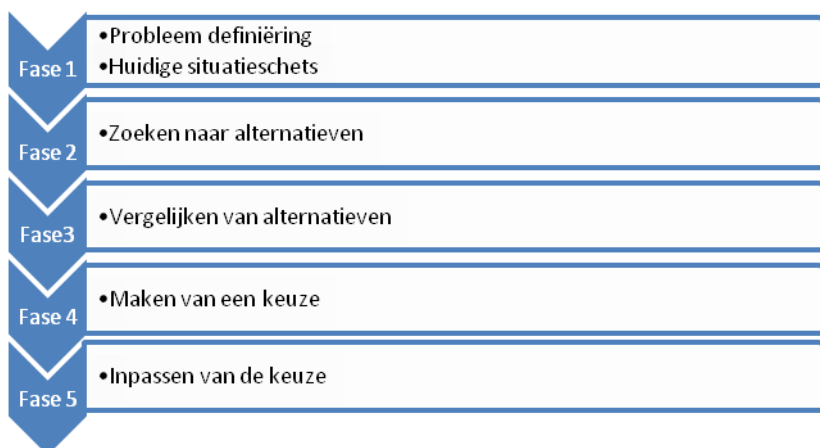 Fase 1
•Probleem definiëring
•Huidige situatieschets
Fase 2
•Zoeken naar alternatieven
Fase3
•Vergelijken van alternatieven
Fase 4
•Maken van een keuze
Fase 5
•Inpassen van de keuze